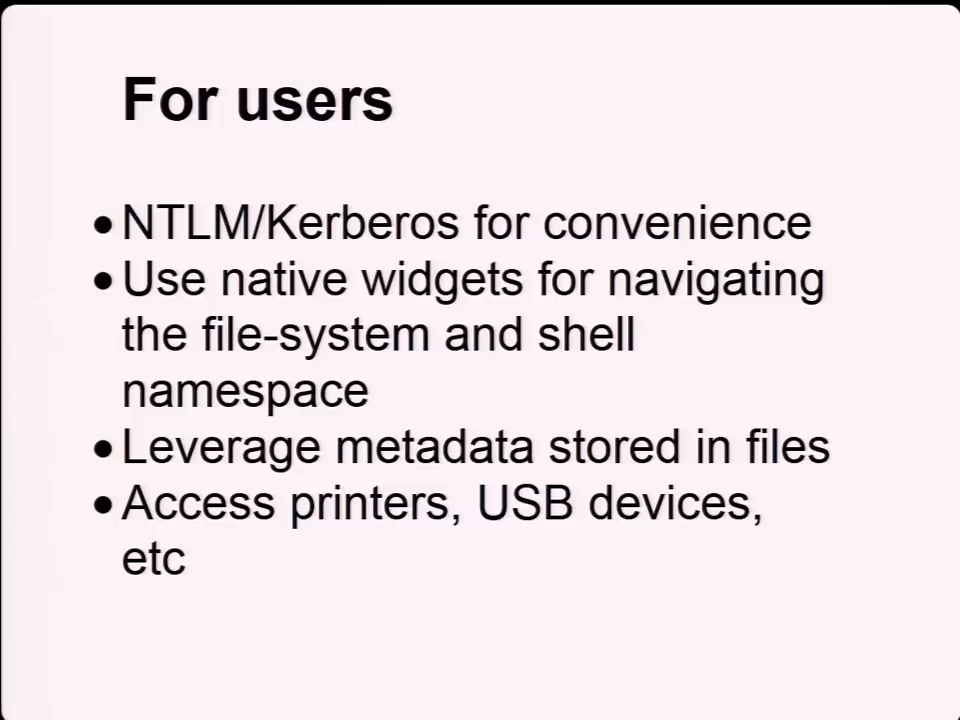 For users
• NTLM/Kerberos for convenience
• Use native widgets for navigating
the file-system and shell
namespace
• Leverage metadata stored in files
• Access printers, USB devices,
etc